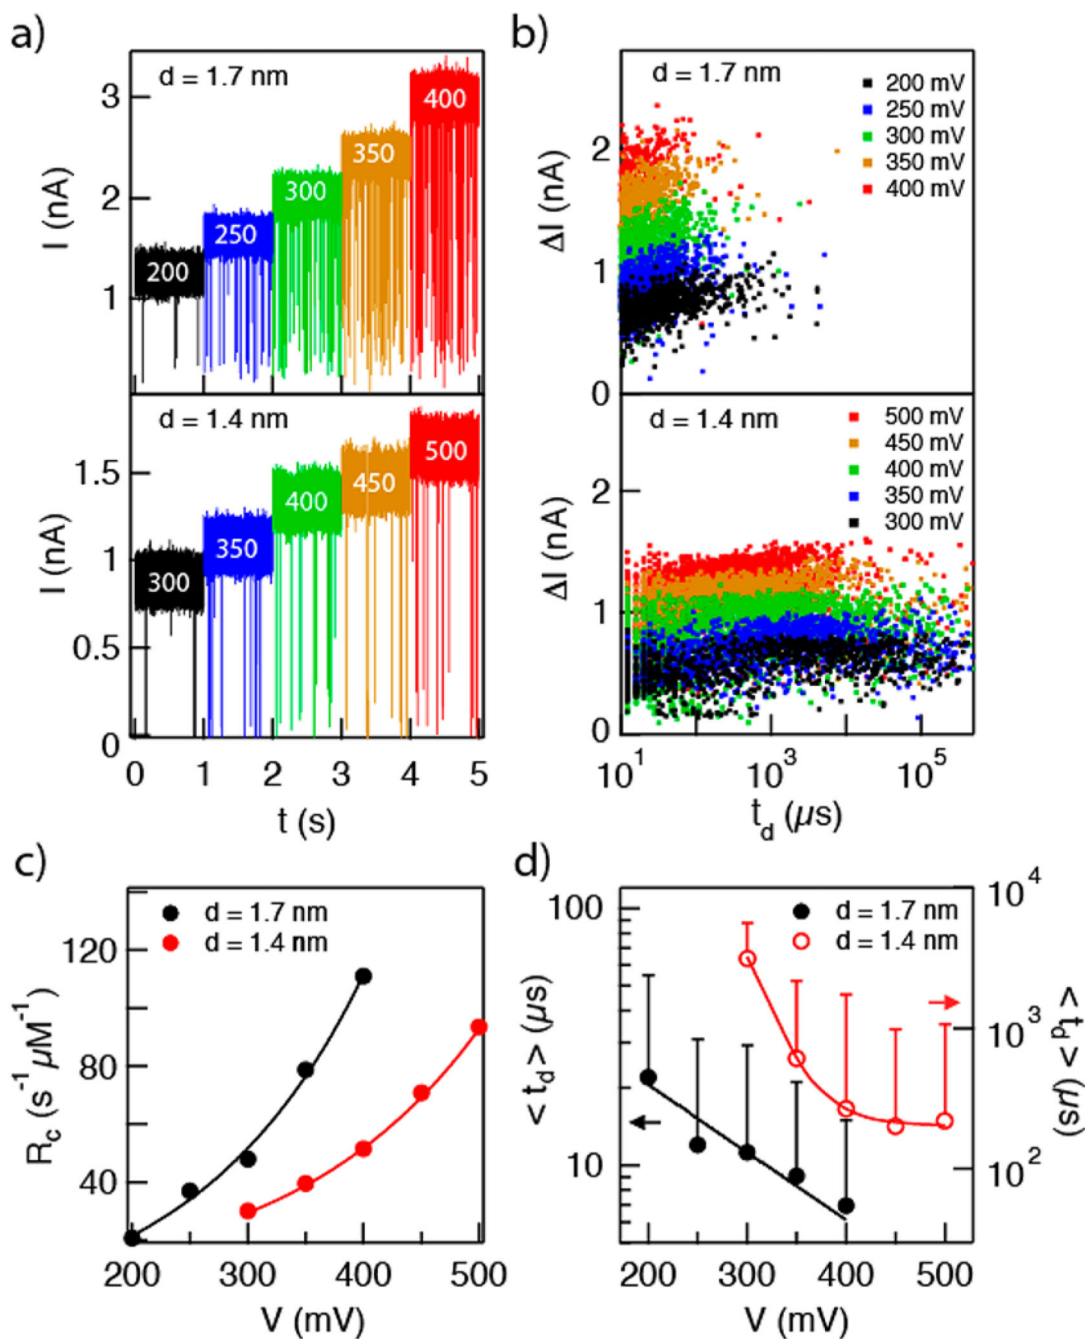 a)
d = 1.7 nm
3
2
1
I (nA)
200
250
300
350
400
d = 1.4 nm
1.5
1
0.5
0
I (nA)
300
350
400
450
500
0 1 2 3 4 5
t (s)
b)
d = 1.7 nm
200 mV
250 mV
300 mV
350 mV
400 mV
2
1
0
ΔI (nA)
d = 1.4 nm
500 mV
450 mV
400 mV
350 mV
300 mV
2
1
0
ΔI (nA)
10¹ 10³ 10⁵
t_d (µs)
c)
d = 1.7 nm
d = 1.4 nm
120
80
40
R_c (s⁻¹ µM⁻¹)
200 300 400 500
V (mV)
d)
d = 1.7 nm
d = 1.4 nm
100
10
< t_d > (µs)
10⁴
10³
10²
< t_d > (µs)
200 300 400 500
V (mV)